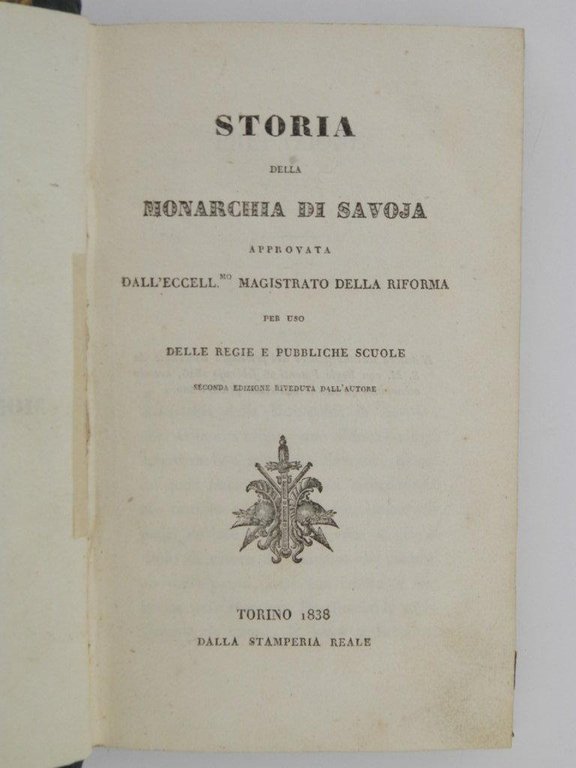 STORIA
DELLA
MONARCHIA DI SAVOJA
APPROVATA
DALL'ECCELL.MO MAGISTRATO DELLA RIFORMA
PER USO
DELLE REGIE E PUBBLICHE SCUOLE
SECONDA EDIZIONE RIVEDUTA DALL'AUTORE
TORINO 1838
DALLA STAMPERIA REALE